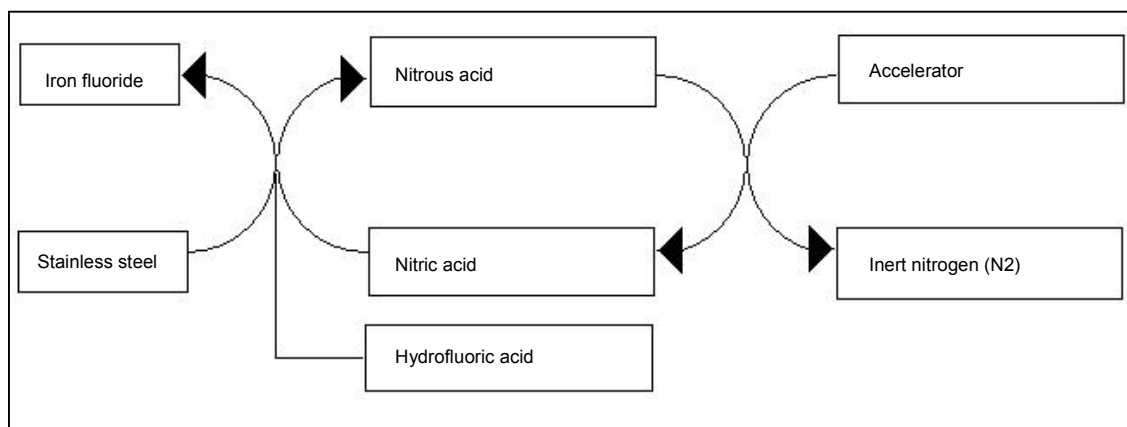 Iron fluoride
Nitrous acid
Accelerator
Stainless steel
Nitric acid
Inert nitrogen (N2)
Hydrofluoric acid